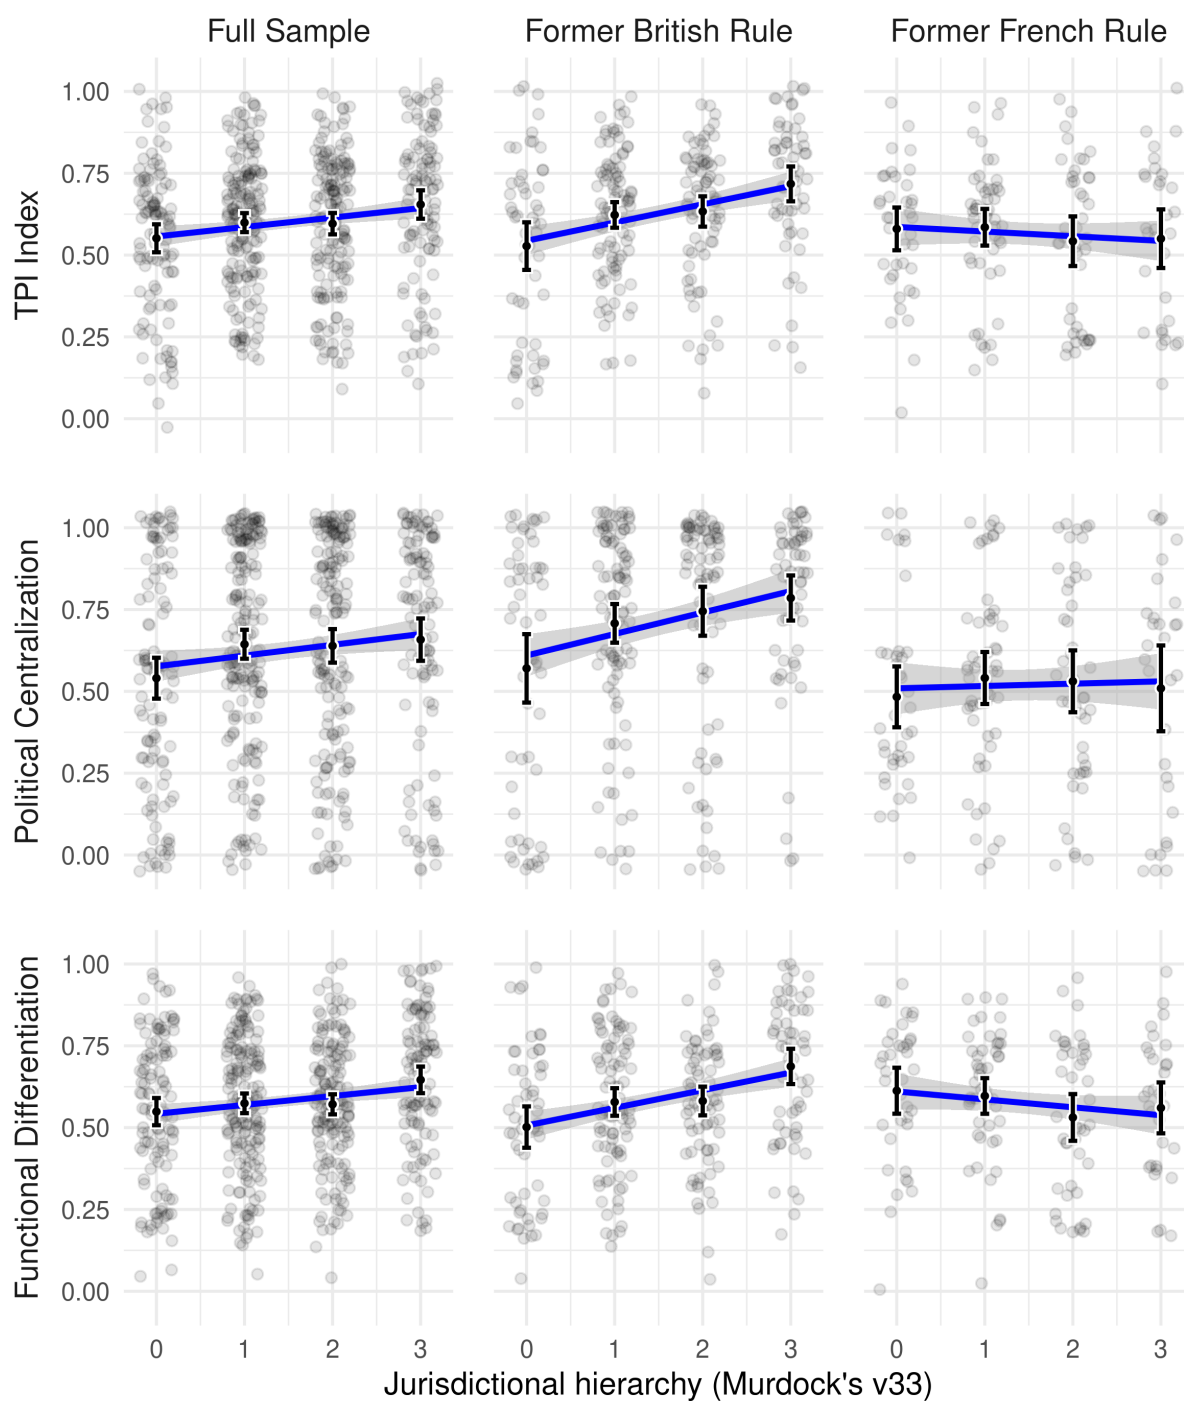 Full Sample Former British Rule Former French Rule
TPI Index
1.00
0.75
0.50
0.25
0.00
Political Centralization
1.00
0.75
0.50
0.25
0.00
Functional Differentiation
1.00
0.75
0.50
0.25
0.00
0 1 2 3 0 1 2 3 0 1 2 3
Jurisdictional hierarchy (Murdock's v33)